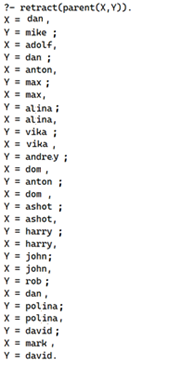 ?- retract(parent(X,Y)).
X = dan ,
Y = mike ;
X = adolf,
Y = dan ;
X = anton,
Y = max ;
X = max,
Y = alina ;
X = alina,
Y = vika ;
X = vika ,
Y = andrey ;
X = dom ,
Y = anton ;
X = dom ,
Y = ashot ;
X = ashot,
Y = harry ;
X = harry,
Y = john;
X = john,
Y = rob ;
X = dan ,
Y = polina;
X = polina,
Y = david ;
X = mark ,
Y = david.